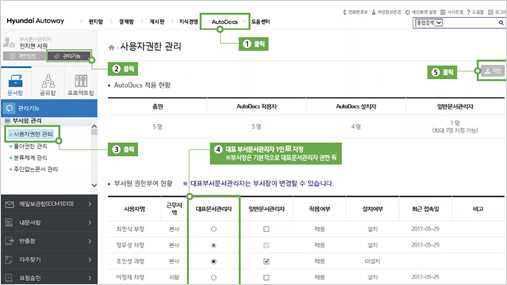 전화번호부 개인정보변경 메인화면 설정 사이트맵 도움말 로그아
Hyundai Autoway 편지함 결재함 게시판 지식경영 AutoDocs 도움센터
통합검색
1 클릭
부서문서관리자
전지현 사원
개인설정 관리기능
2 클릭
문서함 공유함 프로젝트함
관리기능
부서함 관리
사용자권한 관리
폴더권한 관리
분류체계 관리
주인없는문서 관리
3 클릭
메일보관함(ECM1010)
내문서함
반출함
자주찾기
요청승인
사용자권한 관리
5 클릭
저장
• AutoDocs 적용 현황
총원 AutoDocs 적용자 AutoDocs 설치자 일반문서관리자
5 명 5 명 4 명 1 명
(최대 1명 지정 가능)
4 대표 부서문서관리자 1인 를 지정
※부서장은 기본적으로 대표문서관리자 권한 有
• 부서원 권한부여 현황 ※ 대표부서문서관리자는 부서장이 변경할 수 있습니다.
사용자명 근무지역 대표문서관리자 일반문서관리자 적용여부 설치여부 최근 접속일 비고
최민식 부장 본사 적용 설치 2017-05-29
정우성 차장 본사 적용 설치 2017-05-29
조인성 과장 본사 적용 미설치
이정재 차장 의왕 적용 설치 2017-05-25